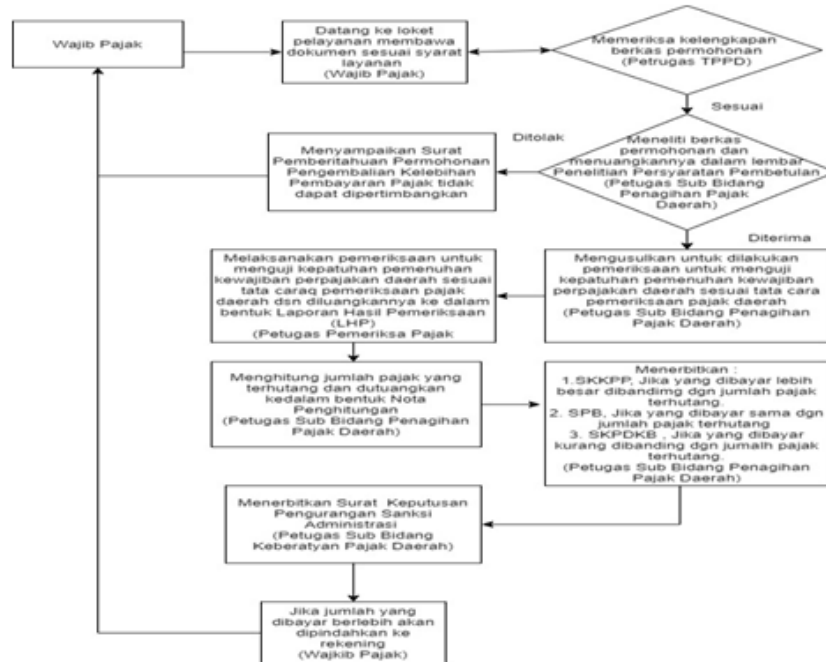 Wajib Pajak
Datang ke loket
pelayanan membawa
dokumen sesuai syarat
layanan
(Wajib Pajak)
Memeriksa kelengkapan
berkas permohonan
(Petrugas TPPD)
Sesuai
Meneliti berkas
permohonan dan
menuangkannya dalam lembar
Penelitian Persyaratan Pembetulan
(Petugas Sub Bidang
Penagihan Pajak
Daerah)
Ditolak
Menyampaikan Surat
Pemberitahuan Permohonan
Pengembalian Kelebihan
Pembayaran Pajak tidak
dapat dipertimbangkan
Diterima
Mengusulkan untuk dilakukan
pemeriksaan untuk menguji
kepatuhan pemenuhan kewajiban
perpajakan daerah sesuai tata cara
pemeriksaan pajak daerah
(Petugas Sub Bidang Penagihan
Pajak Daerah)
Melaksanakan pemeriksaan untuk
menguji kepatuhan pemenuhan
kewajiban perpajakan daerah sesuai
tata caraq pemeriksaan pajak
daerah dsn diluangkannya ke dalam
bentuk Laporan Hasil Pemeriksaan
(LHP)
(Petugas Pemeriksa Pajak
Menghitung jumlah pajak yang
terhutang dan dutuangkan
kedalam bentuk Nota
Penghitungan
(Petugas Sub Bidang Penagihan
Pajak Daerah)
Menerbitkan :
1.SKKPP, Jika yang dibayar lebih
besar dibandimg dgn jumlah pajak
terhutang.
2. SPB, Jika yang dibayar sama dgn
jumlah pajak terhutang
3. SKPDKB , Jika yang dibayar
kurang dibanding dgn jumalh pajak
terhutang.
(Petugas Sub Bidang Penagihan
Pajak Daerah)
Menerbitkan Surat Keputusan
Pengurangan Sanksi
Administrasi
(Petugas Sub Bidang
Keberatyan Pajak Daerah)
Jika jumlah yang
dibayar berlebih akan
dipindahkan ke
rekening
(Wajkib Pajak)